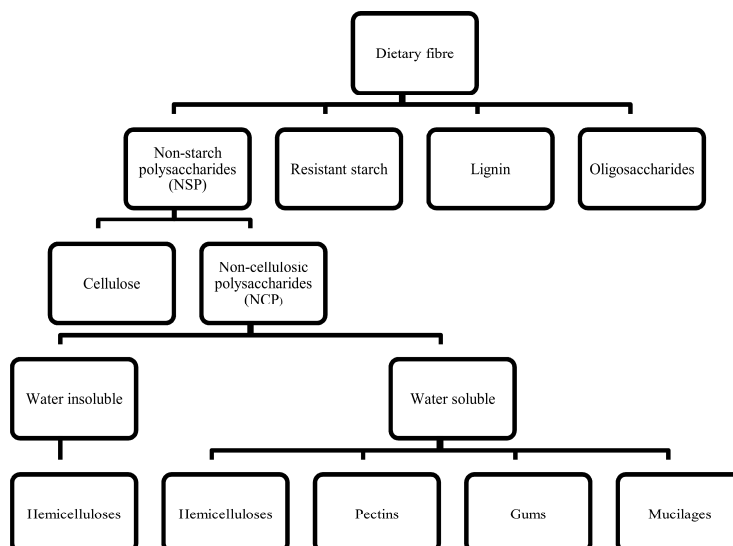 Dietary fibre
Non-starch
polysaccharides
(NSP)
Resistant starch
Lignin
Oligosaccharides
Cellulose
Non-cellulosic
polysaccharides
(NCP)
Water insoluble
Water soluble
Hemicelluloses
Hemicelluloses
Pectins
Gums
Mucilages